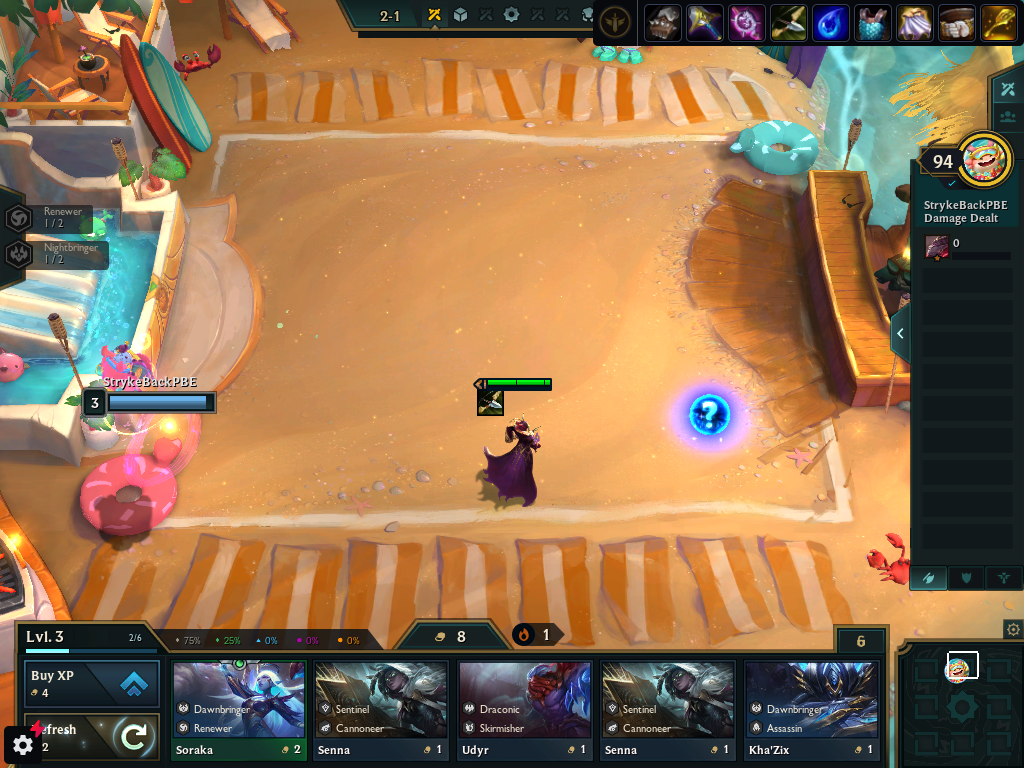 2-1
94
StrykeBackPBE
Damage Dealt
0
Renewer
1 / 2
Nightbringer
1 / 2
StrykeBackPBE
3
?
Lvl. 3
2/6
75%
25%
0%
0%
0%
8
1
6
Buy XP
4
efresh
2
Dawnbringer
Renewer
Soraka
2
Sentinel
Cannoneer
Senna
1
Draconic
Skirmisher
Udyr
1
Sentinel
Cannoneer
Senna
1
Dawnbringer
Assassin
Kha'Zix
1